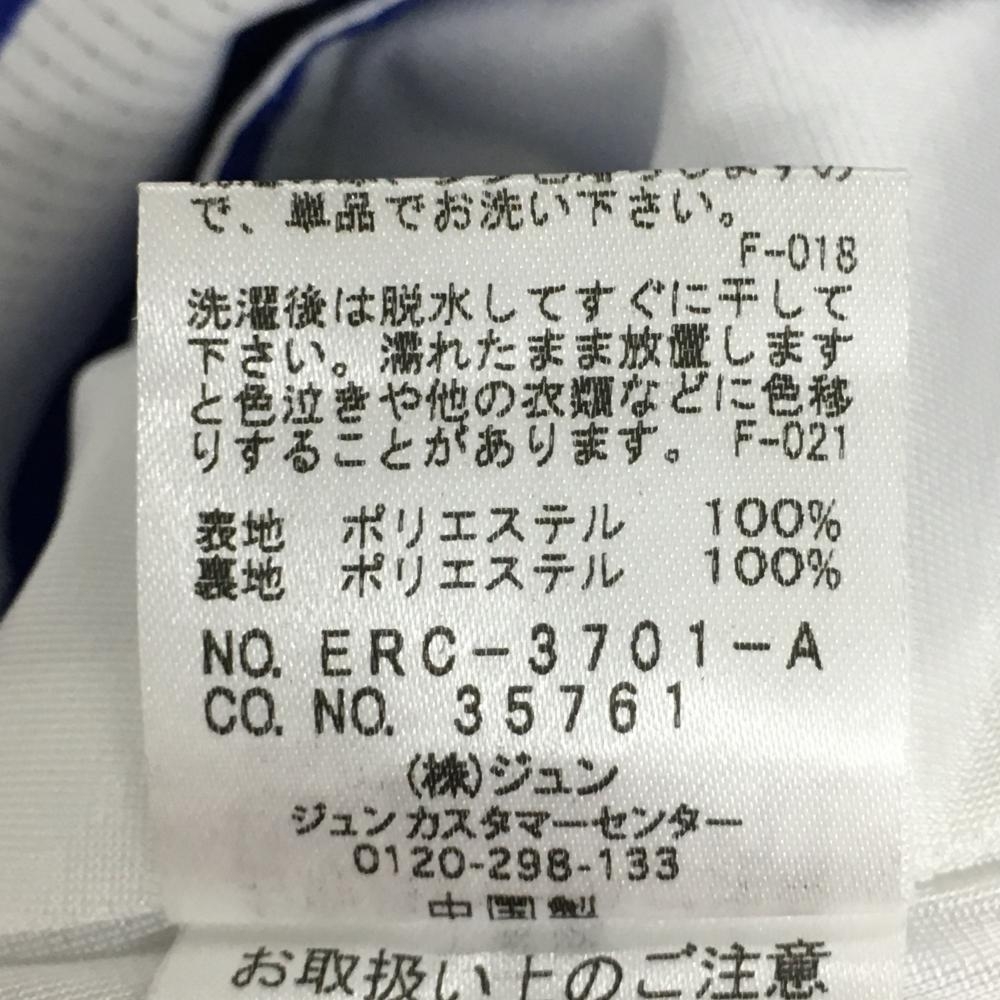 で、単品でお洗い下さい。
F-018
洗濯後は脱水してすぐに干して
下さい。濡れたまま放置します
と色泣きや他の衣類などに色移
りすることがあります。 F-021
表地 ポリエステル 100%
裏地 ポリエステル 100%
NO. ERC-3701-A
CO. NO. 35761
(株)ジュン
ジュンカスタマーセンター
0120-298-133
中国製
お取扱い上のご注意